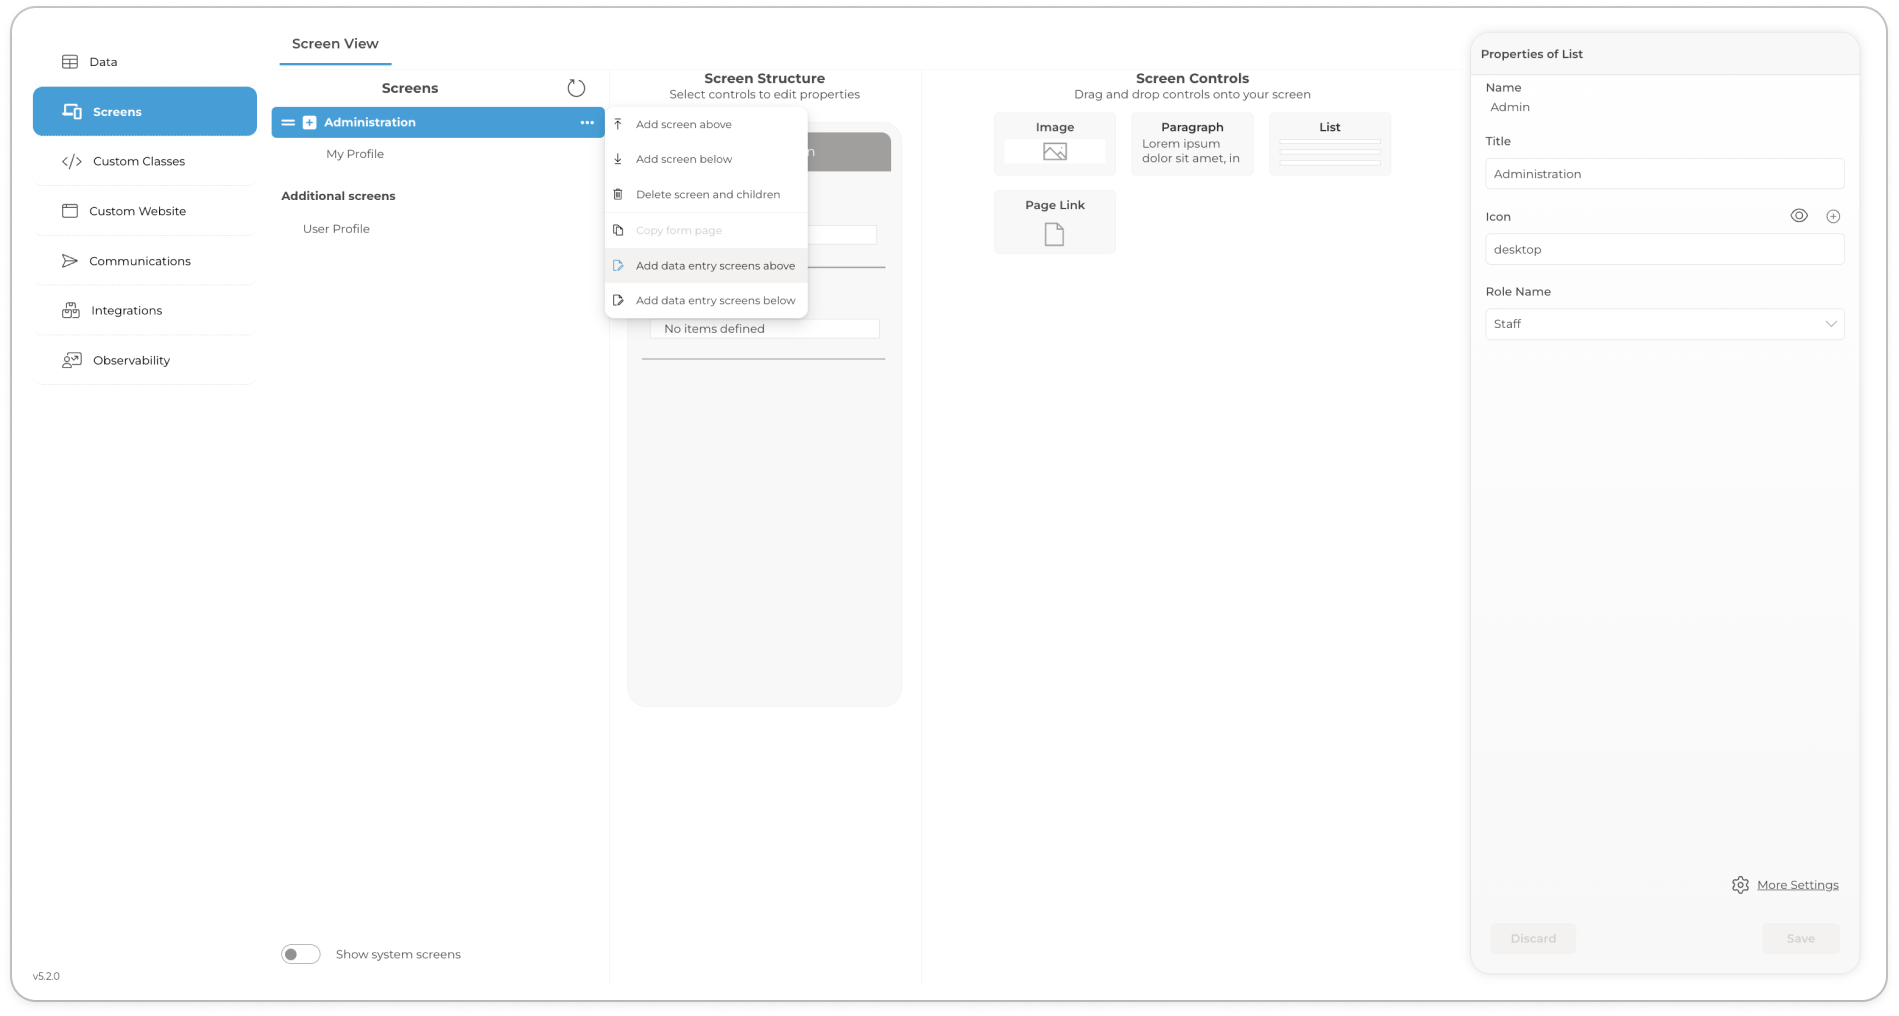 Data
Screens
Custom Classes
Custom Website
Communications
Integrations
Observability
v5.2.0
Screen View
Screens
Administration
My Profile
Additional screens
User Profile
Show system screens
Add screen above
Add screen below
Delete screen and children
Copy form page
Add data entry screens above
Add data entry screens below
Screen Structure
Select controls to edit properties
n
No items defined
Screen Controls
Drag and drop controls onto your screen
Image
Paragraph
Lorem ipsum
dolor sit amet, in
List
Page Link
Properties of List
Name
Admin
Title
Administration
Icon
desktop
Role Name
Staff
More Settings
Discard
Save